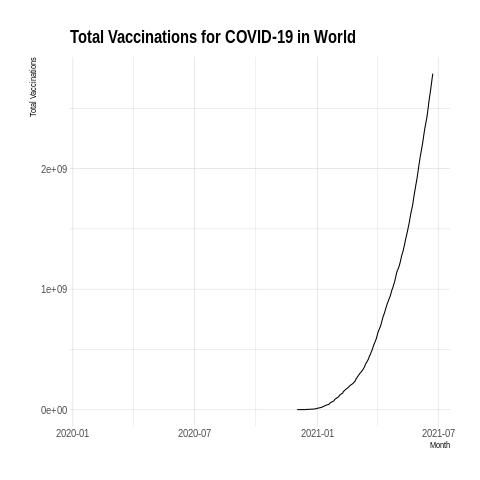 Total Vaccinations for COVID-19 in World
Total Vaccinations
2e+09
1e+09
0e+00
2020-01 2020-07 2021-01 2021-07
Month